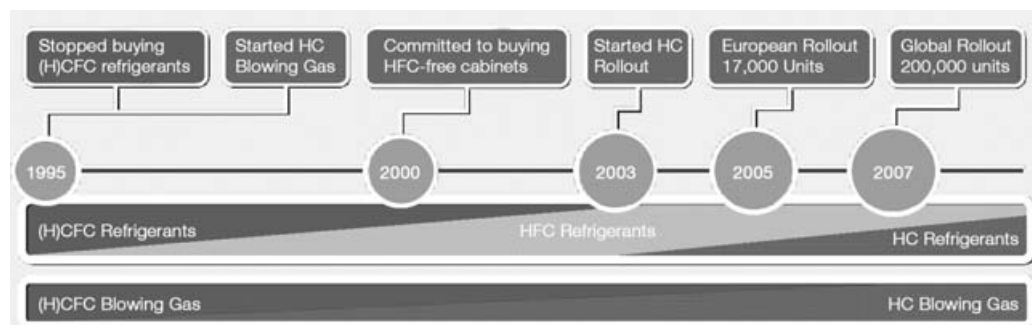 Stopped buying
(H)CFC refrigerants
Started HC
Blowing Gas
Committed to buying
HFC-free cabinets
Started HC
Rollout
European Rollout
17,000 Units
Global Rollout
200,000 units
1995
2000
2003
2005
2007
(H)CFC Refrigerants
HFC Refrigerants
HC Refrigerants
(H)CFC Blowing Gas
HC Blowing Gas